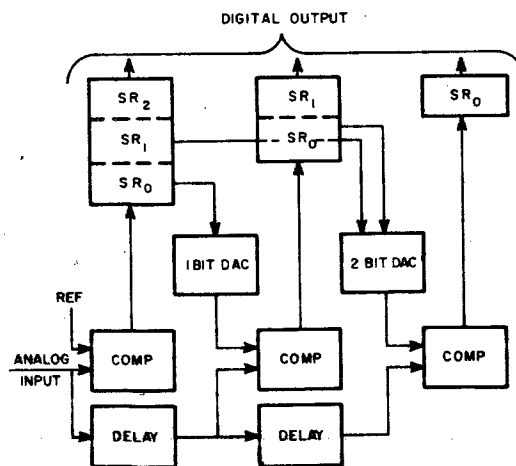 DIGITAL OUTPUT
SR2
SR1
SR0
SR1
SR0
SR0
1 BIT DAC
2 BIT DAC
REF
ANALOG
INPUT
COMP
COMP
COMP
DELAY
DELAY